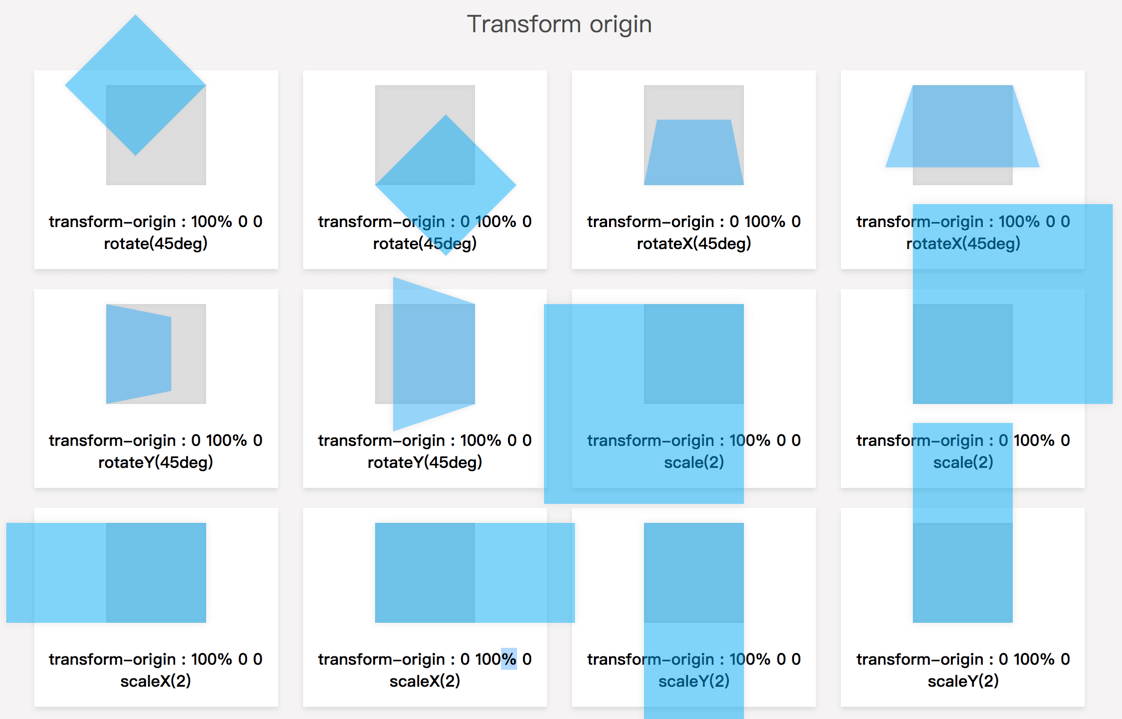 Transform origin
transform-origin : 100% 0 0
rotate(45deg)
transform-origin : 0 100% 0
rotate(45deg)
transform-origin : 0 100% 0
rotateX(45deg)
transform-origin : 100% 0 0
rotateX(45deg)
transform-origin : 0 100% 0
rotateY(45deg)
transform-origin : 100% 0 0
rotateY(45deg)
transform-origin : 100% 0 0
scale(2)
transform-origin : 0 100% 0
scale(2)
transform-origin : 100% 0 0
scaleX(2)
transform-origin : 0 100% 0
scaleX(2)
transform-origin : 100% 0 0
scaleY(2)
transform-origin : 0 100% 0
scaleY(2)